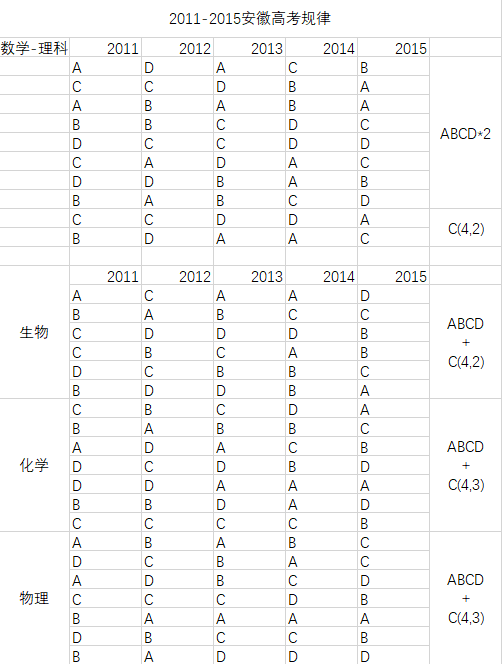 2011-2015安徽高考规律
数学-理科 2011 2012 2013 2014 2015
A D A C B
C C D B A
A B A B A
B B C D C
D C C D D
C A D A C
D D B A B
B A B C D
ABCD*2
C C D D A
B D A A C
C(4,2)
2011 2012 2013 2014 2015
生物
A C A A D
B A B C C
C D D D B
C B C A B
D C B B C
B D D B A
ABCD
+
C(4,2)
化学
C B C D A
B A B B C
A D A C B
D C D B D
D D A A A
B B D A D
C C C C B
ABCD
+
C(4,3)
物理
A B A B C
D C B A C
A D B C D
C C C D B
B A A A A
D B C C B
B A D D D
ABCD
+
C(4,3)